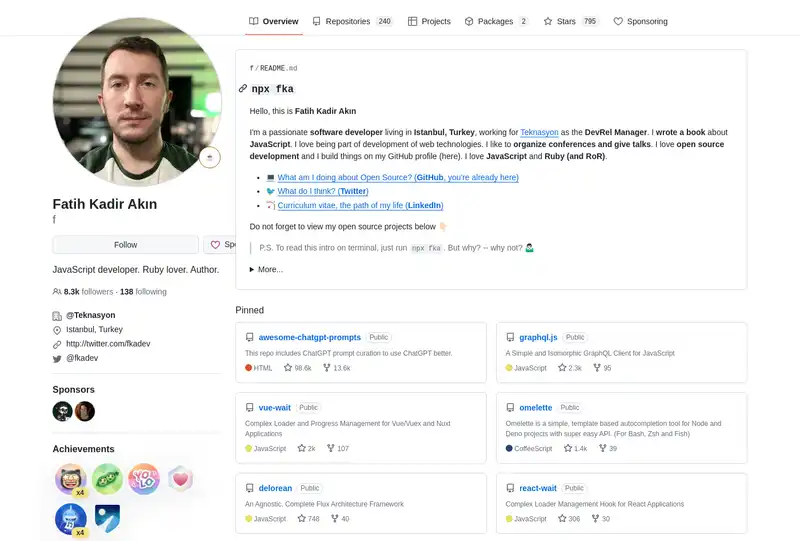 Overview
Repositories 240
Projects
Packages 2
Stars 795
Sponsoring
Fatih Kadir Akın
f
Follow
JavaScript developer. Ruby lover. Author.
8.3k followers · 138 following
@Teknasyon
Istanbul, Turkey
http://twitter.com/fkadev
@fkadev
Sponsors
Achievements
x4
x4
f/README.md
npx fka
Hello, this is Fatih Kadir Akın
I'm a passionate software developer living in Istanbul, Turkey, working for Teknasyon as the DevRel Manager. I wrote a book about
JavaScript. I love being part of development of web technologies. I like to organize conferences and give talks. I love open source
development and I build things on my GitHub profile (here). I love JavaScript and Ruby (and RoR).
What am I doing about Open Source? (GitHub, you're already here)
What do I think? (Twitter)
Curriculum vitae, the path of my life (LinkedIn)
Do not forget to view my open source projects below
P.S. To read this intro on terminal, just run npx fka. But why? -- why not?
More...
Pinned
awesome-chatgpt-prompts Public
This repo includes ChatGPT prompt curation to use ChatGPT better.
HTML 98.6k 13.6k
graphql.js Public
A Simple and Isomorphic GraphQL Client for JavaScript
JavaScript 2.3k 95
vue-wait Public
Complex Loader and Progress Management for Vue/Vuex and Nuxt
Applications
JavaScript 2k 107
omelette Public
Omelette is a simple, template based autocompletion tool for Node and
Deno projects with super easy API. (For Bash, Zsh and Fish)
CoffeeScript 1.4k 39
delorean Public
An Agnostic, Complete Flux Architecture Framework
JavaScript 748 40
react-wait Public
Complex Loader Management Hook for React Applications
JavaScript 306 30